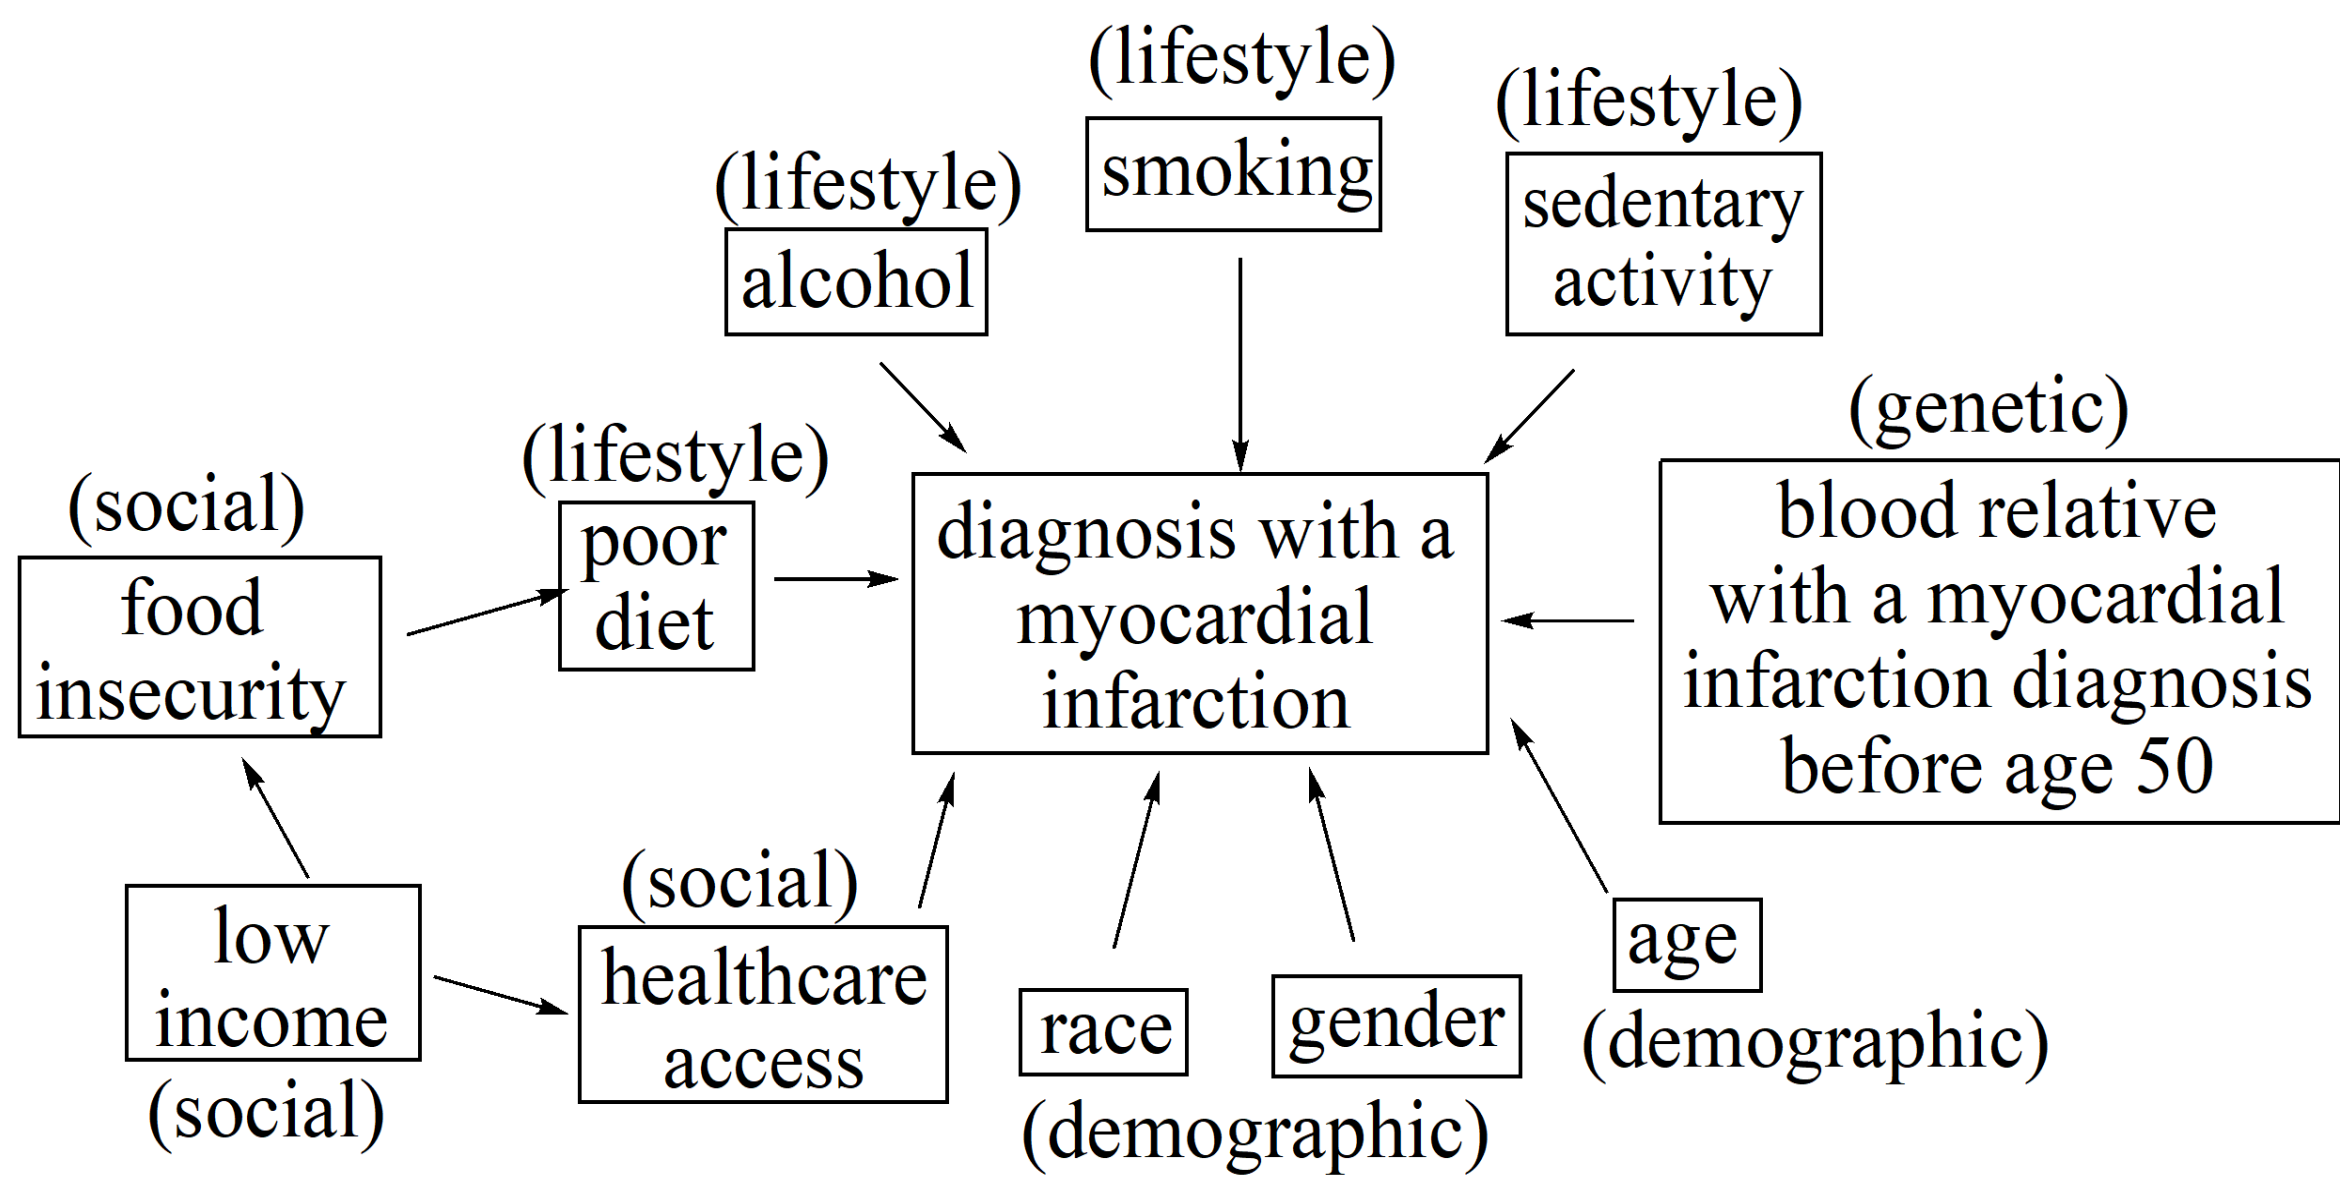 (lifestyle)
smoking
(lifestyle)
sedentary
activity
(lifestyle)
alcohol
(genetic)
blood relative
with a myocardial
infarction diagnosis
before age 50
(lifestyle)
poor
diet
diagnosis with a
myocardial
infarction
(social)
food
insecurity
low
income
(social)
(social)
healthcare
access
race
gender
(demographic)
age
(demographic)